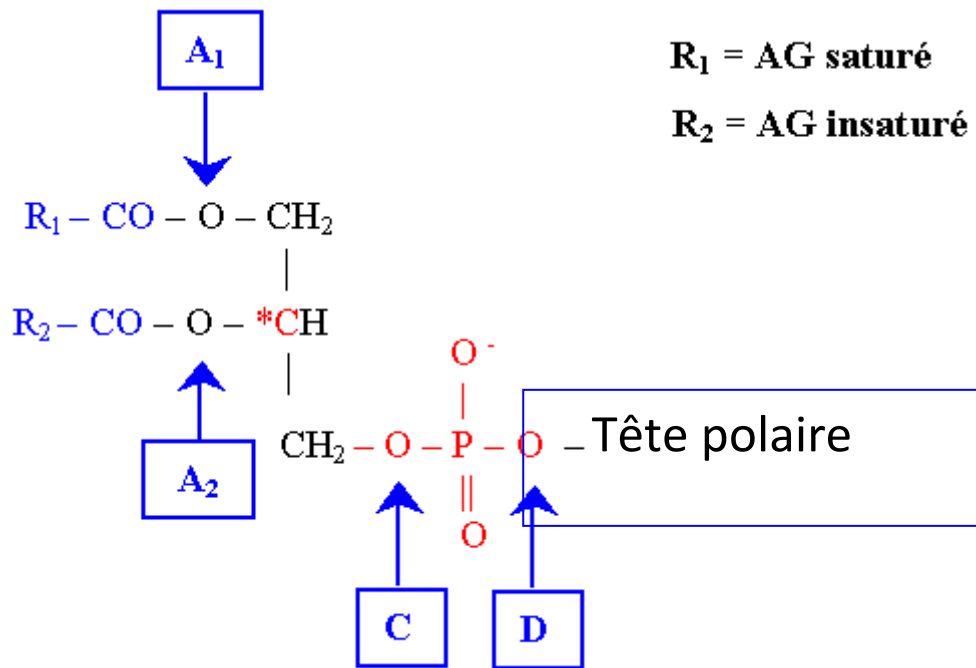 A₁
R₁ = AG saturé
R₂ = AG insaturé
R₁ – CO – O – CH₂
|
R₂ – CO – O – *CH
|
O⁻
|
CH₂ – O – P – O – Tête polaire
||
O
A₂
C
D